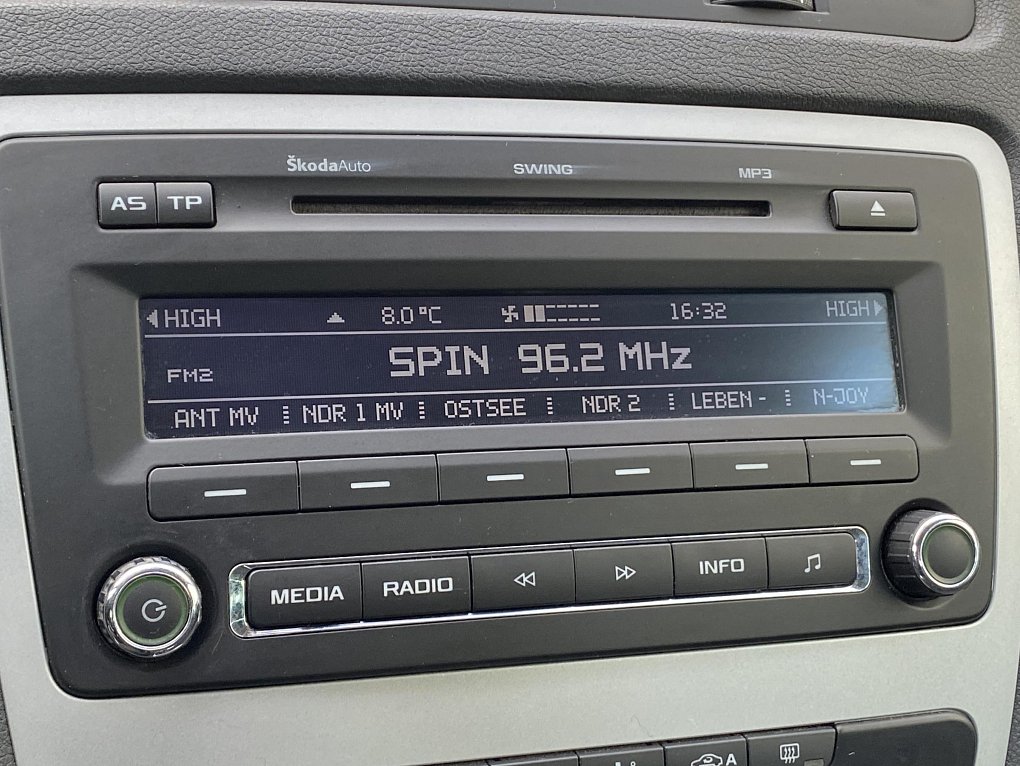 ŠkodaAuto SWING MP3
AS TP
HIGH 8.0 °C 16:32 HIGH
SPIN 96.2 MHz
FM2
ANT MV NDR 1 MV OSTSEE NDR 2 LEBEN - N-JOY
MEDIA RADIO INFO
A